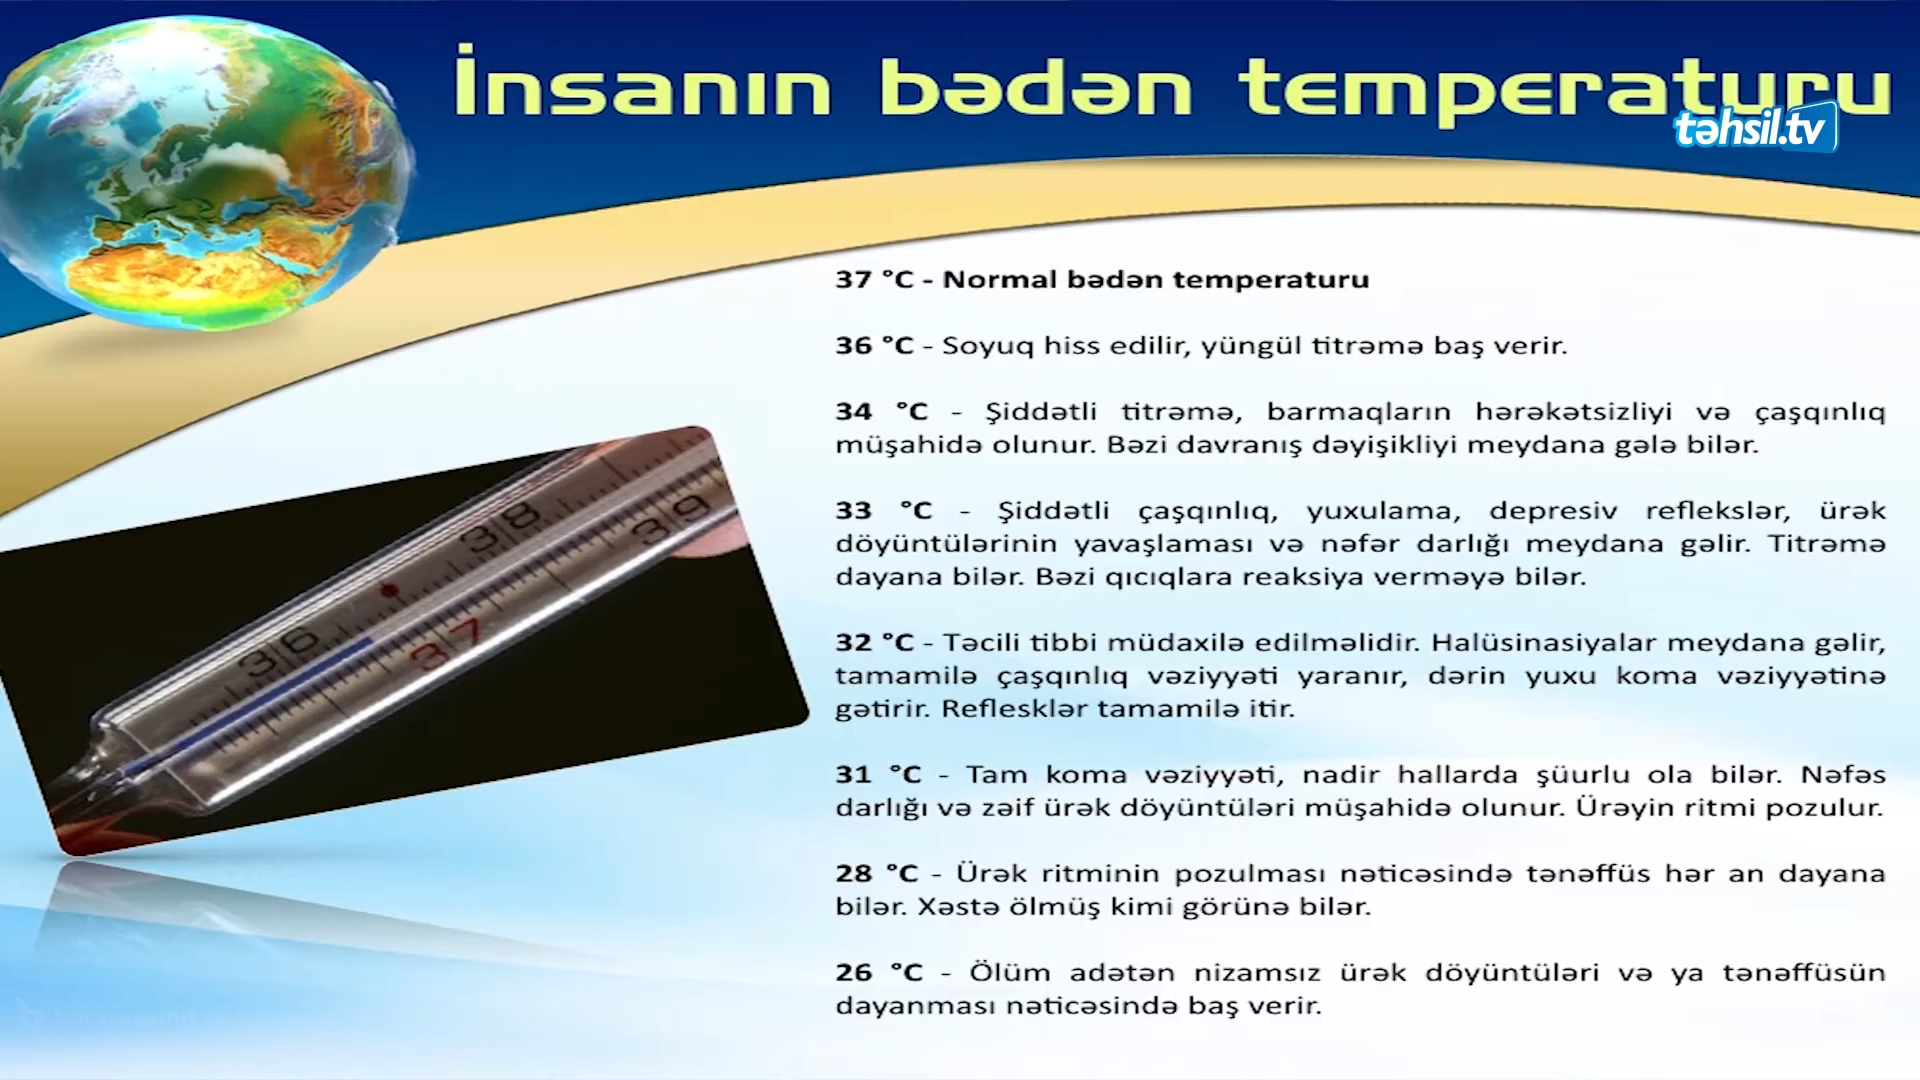 İnsanın bədən temperaturu
təhsil.tv
37 °C - Normal bədən temperaturu
36 °C - Soyuq hiss edilir, yüngül titrəmə baş verir.
34 °C - Şiddətli titrəmə, barmaqların hərəkətsizliyi və çaşqınlıq
müşahidə olunur. Bəzi davranış dəyişikliyi meydana gələ bilər.
33 °C - Şiddətli çaşqınlıq, yuxulama, depresiv reflekslər, ürək
döyüntülərinin yavaşlaması və nəfər darlığı meydana gəlir. Titrəmə
dayana bilər. Bəzi qıcıqlara reaksiya verməyə bilər.
32 °C - Təcili tibbi müdaxilə edilməlidir. Halüsinasiyalar meydana gəlir,
tamamilə çaşqınlıq vəziyyəti yaranır, dərin yuxu koma vəziyyətinə
gətirir. Reflesklər tamamilə itir.
31 °C - Tam koma vəziyyəti, nadir hallarda şüurlu ola bilər. Nəfəs
darlığı və zəif ürək döyüntüləri müşahidə olunur. Ürəyin ritmi pozulur.
28 °C - Ürək ritminin pozulması nəticəsində tənəffüs hər an dayana
bilər. Xəstə ölmüş kimi görünə bilər.
26 °C - Ölüm adətən nizamsız ürək döyüntüləri və ya tənəffüsün
dayanması nəticəsində baş verir.
36 38
37 39